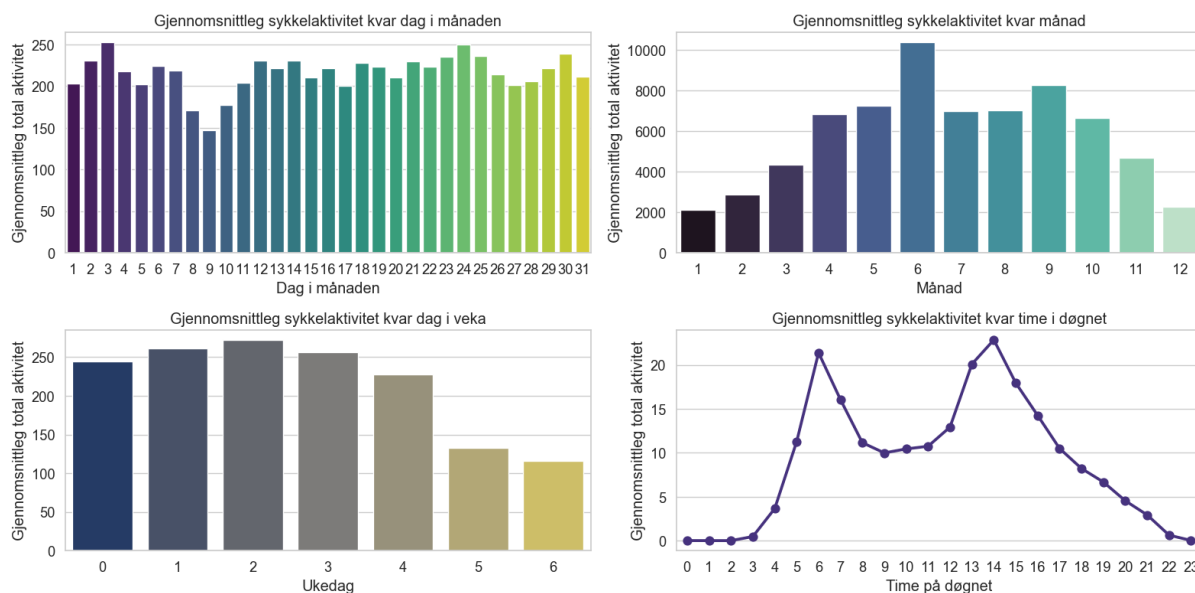 Gjennomsnittleg sykkelaktivitet kvar dag i månaden
Gjennomsnittleg total aktivitet
250
200
150
100
50
0
1 2 3 4 5 6 7 8 9 10 11 12 13 14 15 16 17 18 19 20 21 22 23 24 25 26 27 28 29 30 31
Dag i månaden
Gjennomsnittleg sykkelaktivitet kvar månad
Gjennomsnittleg total aktivitet
10000
8000
6000
4000
2000
0
1 2 3 4 5 6 7 8 9 10 11 12
Månad
Gjennomsnittleg sykkelaktivitet kvar dag i veka
Gjennomsnittleg total aktivitet
250
200
150
100
50
0
0 1 2 3 4 5 6
Ukedag
Gjennomsnittleg sykkelaktivitet kvar time i døgnet
Gjennomsnittleg total aktivitet
20
15
10
5
0
0 1 2 3 4 5 6 7 8 9 10 11 12 13 14 15 16 17 18 19 20 21 22 23
Time på døgnet